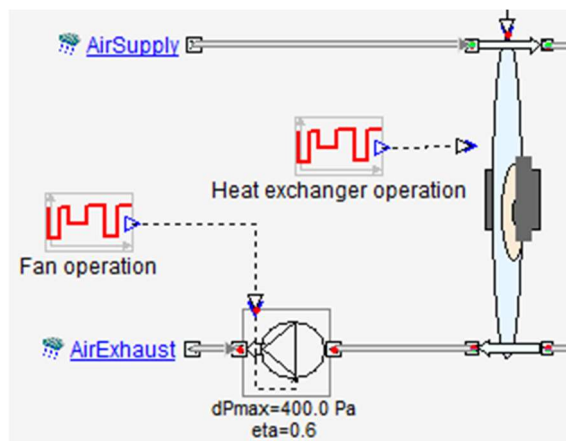 AirSupply
Heat exchanger operation
Fan operation
AirExhaust
dPmax=400.0 Pa
eta=0.6